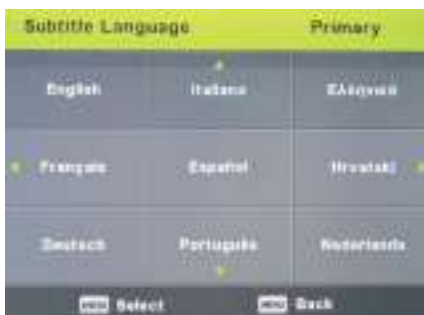 Subtitle Language Primary
English Italiano Ελληνικά
Français Español Hrvatski
Deutsch Português Nederlands
Select Back